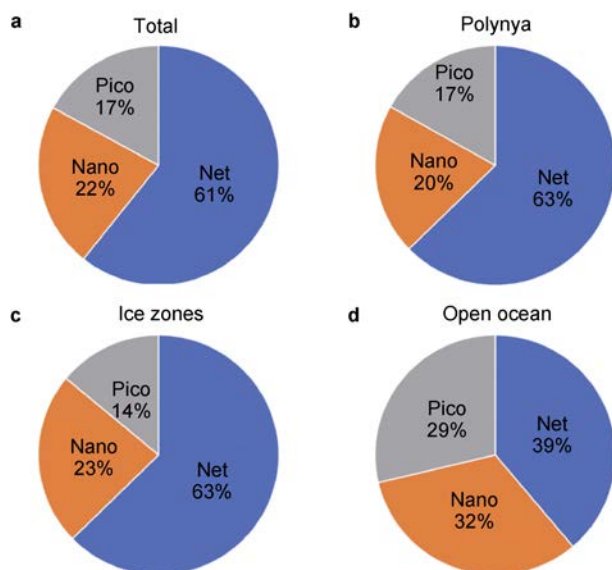 a
Total
Pico
17%
Nano
22%
Net
61%
b
Polynya
Pico
17%
Nano
20%
Net
63%
c
Ice zones
Pico
14%
Nano
23%
Net
63%
d
Open ocean
Pico
29%
Net
39%
Nano
32%